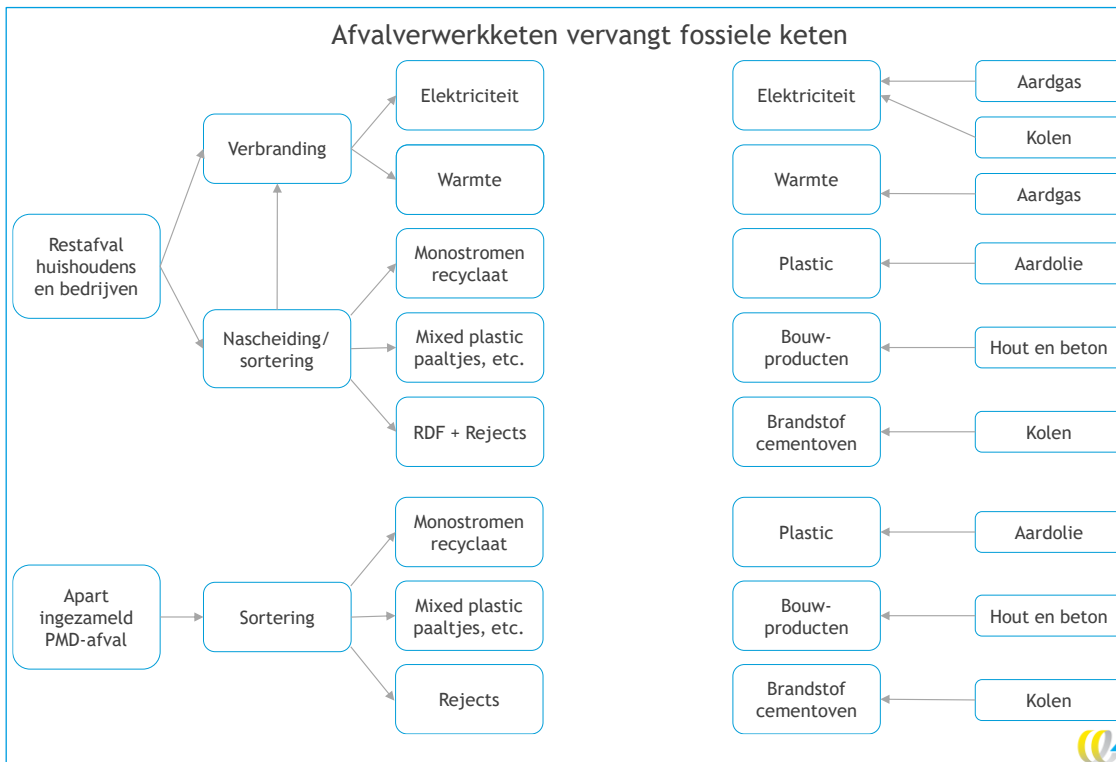 Afvalverwerkketen vervangt fossiele keten
Restafval
huishoudens
en bedrijven
Verbranding
Nascheiding/
sortering
Elektriciteit
Warmte
Monostromen
recyclaat
Mixed plastic
paaltjes, etc.
RDF + Rejects
Elektriciteit
Warmte
Plastic
Bouw-
producten
Brandstof
cementoven
Aardgas
Kolen
Aardgas
Aardolie
Hout en beton
Kolen
Apart
ingezameld
PMD-afval
Sortering
Monostromen
recyclaat
Mixed plastic
paaltjes, etc.
Rejects
Plastic
Bouw-
producten
Brandstof
cementoven
Aardolie
Hout en beton
Kolen